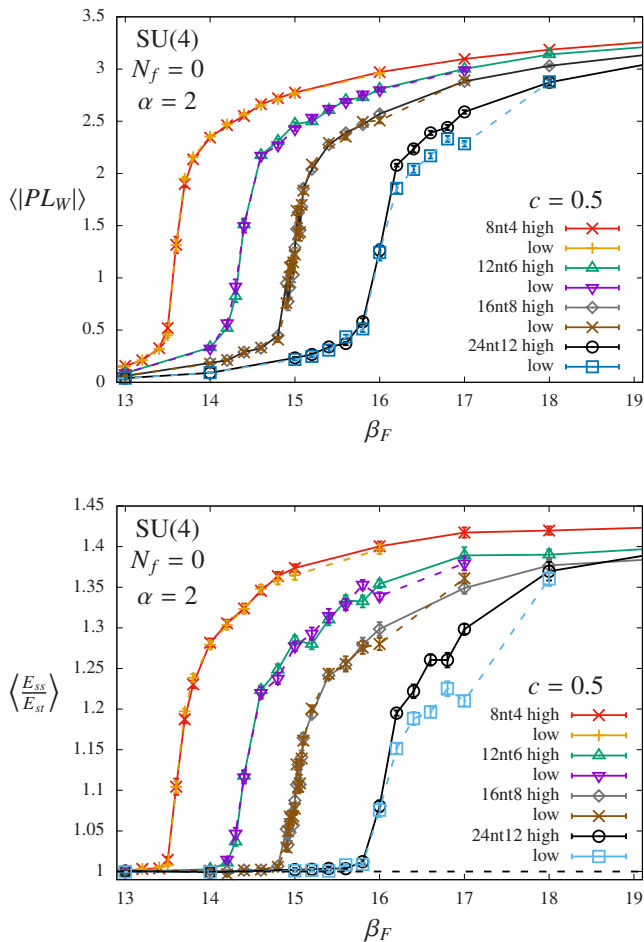 3.5
SU(4)
N_f = 0
3
α = 2
2.5
2
⟨|PL_W|⟩
c = 0.5
1.5
8nt4 high
low
12nt6 high
1
low
16nt8 high
low
0.5
24nt12 high
low
0
13 14 15 16 17 18 19
β_F
1.45
SU(4)
N_f = 0
1.4
α = 2
1.35
1.3
1.25
⟨E_ss/E_st⟩
c = 0.5
1.2
8nt4 high
low
1.15
12nt6 high
low
1.1
16nt8 high
low
1.05
24nt12 high
low
1
13 14 15 16 17 18 19
β_F